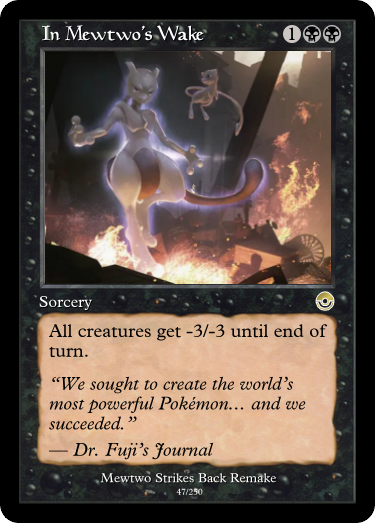 In Mewtwo's Wake 1
Sorcery
All creatures get -3/-3 until end of
turn.
“We sought to create the world's
most powerful Pokémon... and we
succeeded.”
— Dr. Fuji's Journal
Mewtwo Strikes Back Remake
47/250